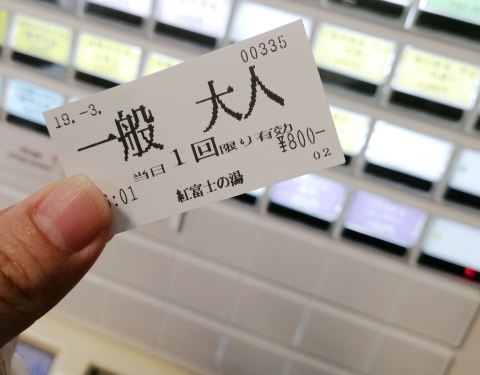 00335
19.-3.
一般 大人
当日1回限り有効
¥800-
:01 紅富士の湯
02